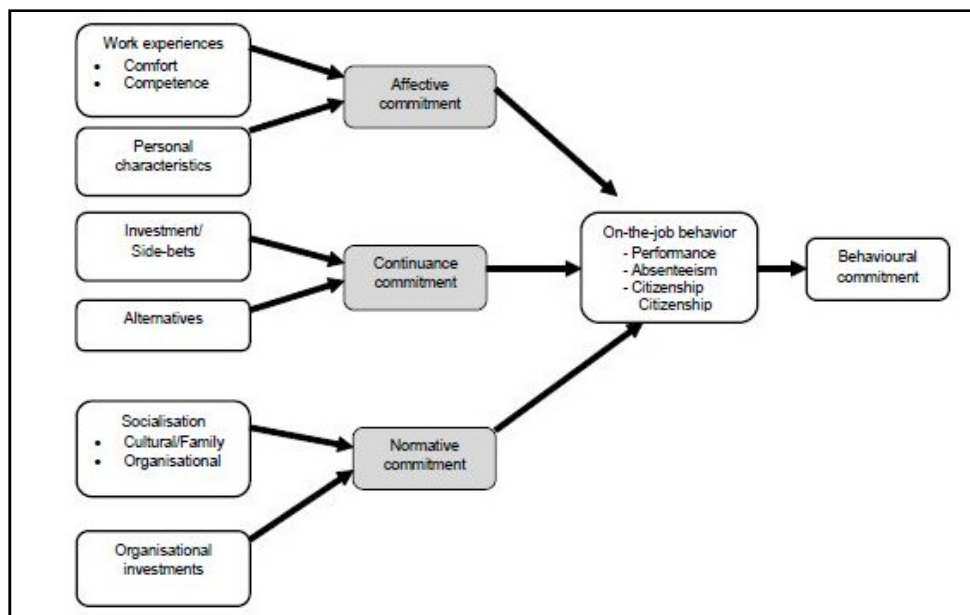 Work experiences
• Comfort
• Competence
Personal
characteristics
Affective
commitment
Investment/
Side-bets
Alternatives
Continuance
commitment
Socialisation
• Cultural/Family
• Organisational
Organisational
investments
Normative
commitment
On-the-job behavior
- Performance
- Absenteeism
- Citizenship
Citizenship
Behavioural
commitment